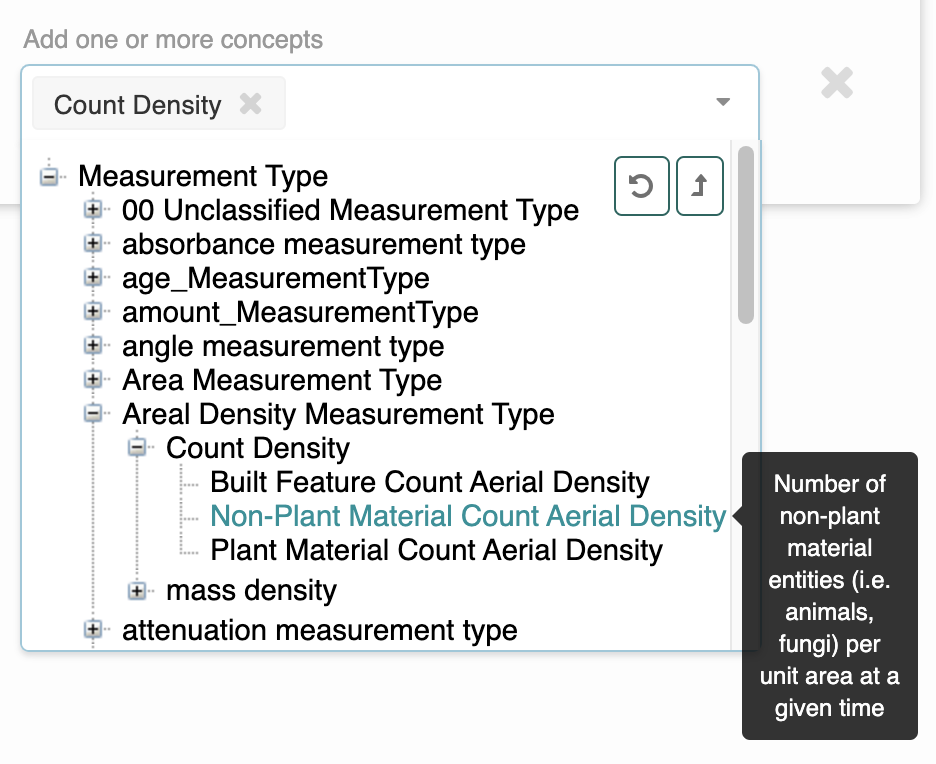 Add one or more concepts
Count Density
Measurement Type
00 Unclassified Measurement Type
absorbance measurement type
age_MeasurementType
amount_MeasurementType
angle measurement type
Area Measurement Type
Areal Density Measurement Type
Count Density
Built Feature Count Aerial Density
Non-Plant Material Count Aerial Density
Plant Material Count Aerial Density
mass density
attenuation measurement type
Number of
non-plant
material
entities (i.e.
animals,
fungi) per
unit area at a
given time